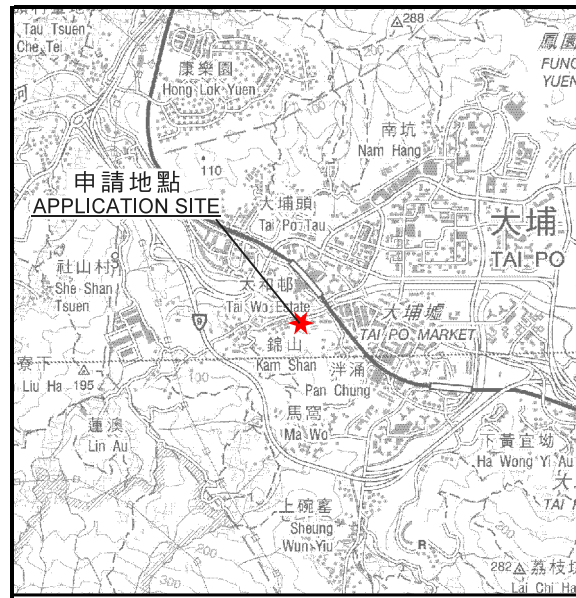 Tau Tsuen
Che Tei
288
康樂園
Hong Lok Yuen
100
鳳園
FUNG
YUEN
河
南坑
Nam Hang
110
申請地點
APPLICATION SITE
大埔頭
Tai Po Tau
大埔
TAI PO
社山村
She Shan
Tsuen
太和邨
Tai Wo Estate
9
大埔墟
TAI PO MARKET
錦山
Kam Shan
泮涌
Pan Chung
寮下
Liu Ha
195
100
馬窩
Ma Wo
蓮澳
Lin Au
下黃宜坳
Ha Wong Yi Au
上碗窰
Sheung
Wun Yiu
200
200
300
R
282
荔枝
Lai Chi Ha